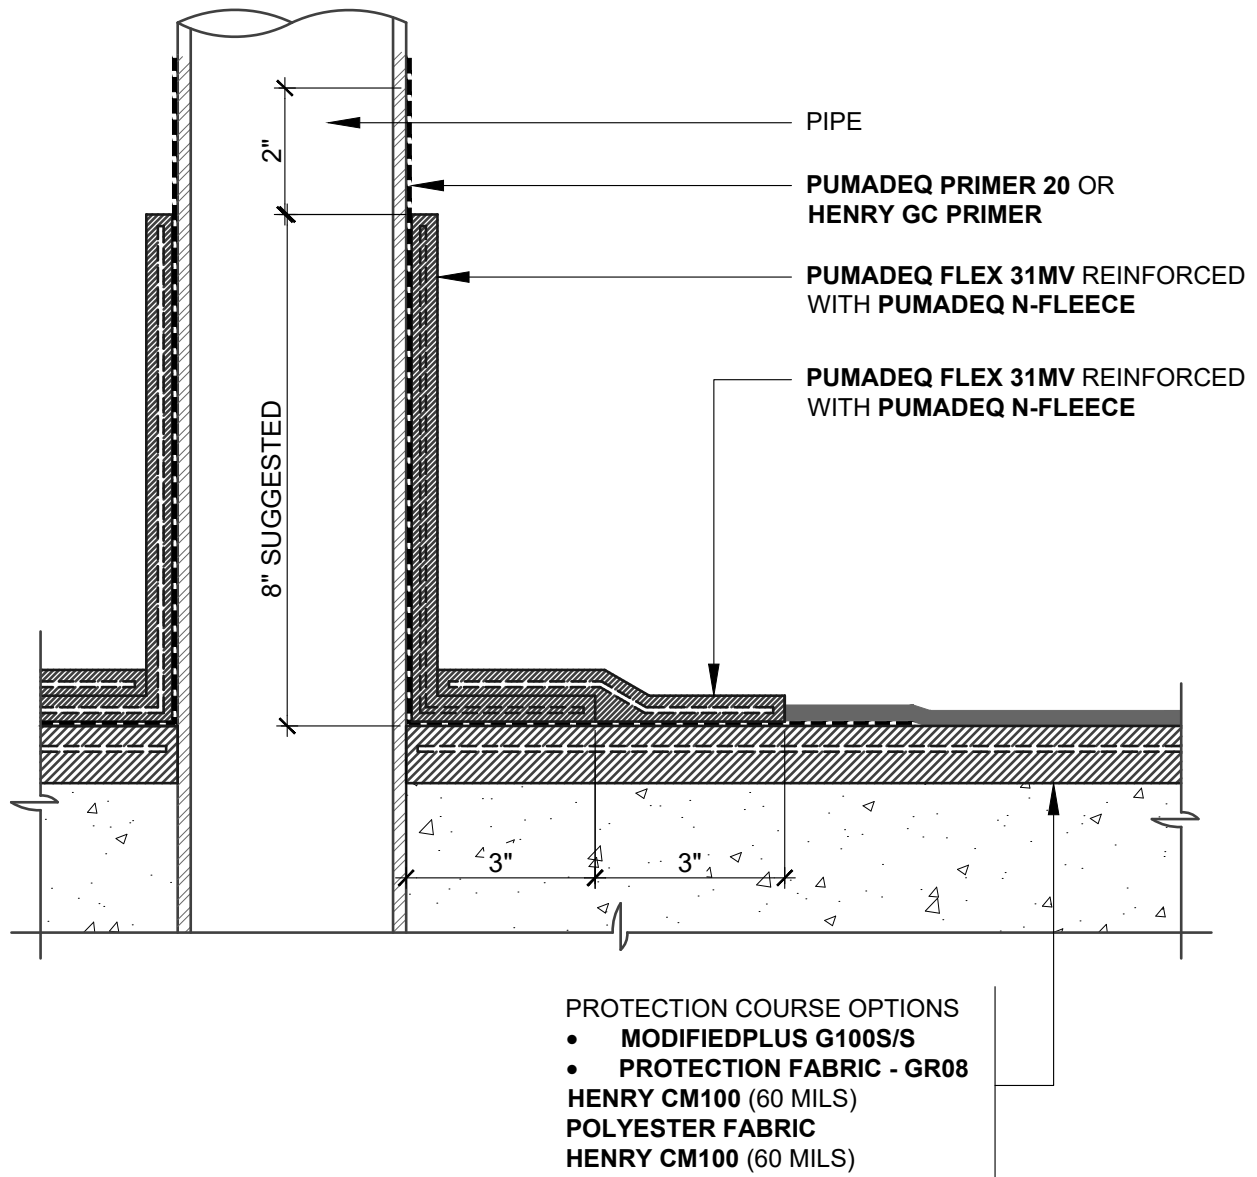 PIPE
2"
PUMADEQ PRIMER 20 OR
HENRY GC PRIMER
PUMADEQ FLEX 31MV REINFORCED
WITH PUMADEQ N-FLEECE
PUMADEQ FLEX 31MV REINFORCED
WITH PUMADEQ N-FLEECE
8" SUGGESTED
3"
3"
PROTECTION COURSE OPTIONS
• MODIFIEDPLUS G100S/S
• PROTECTION FABRIC - GR08
HENRY CM100 (60 MILS)
POLYESTER FABRIC
HENRY CM100 (60 MILS)